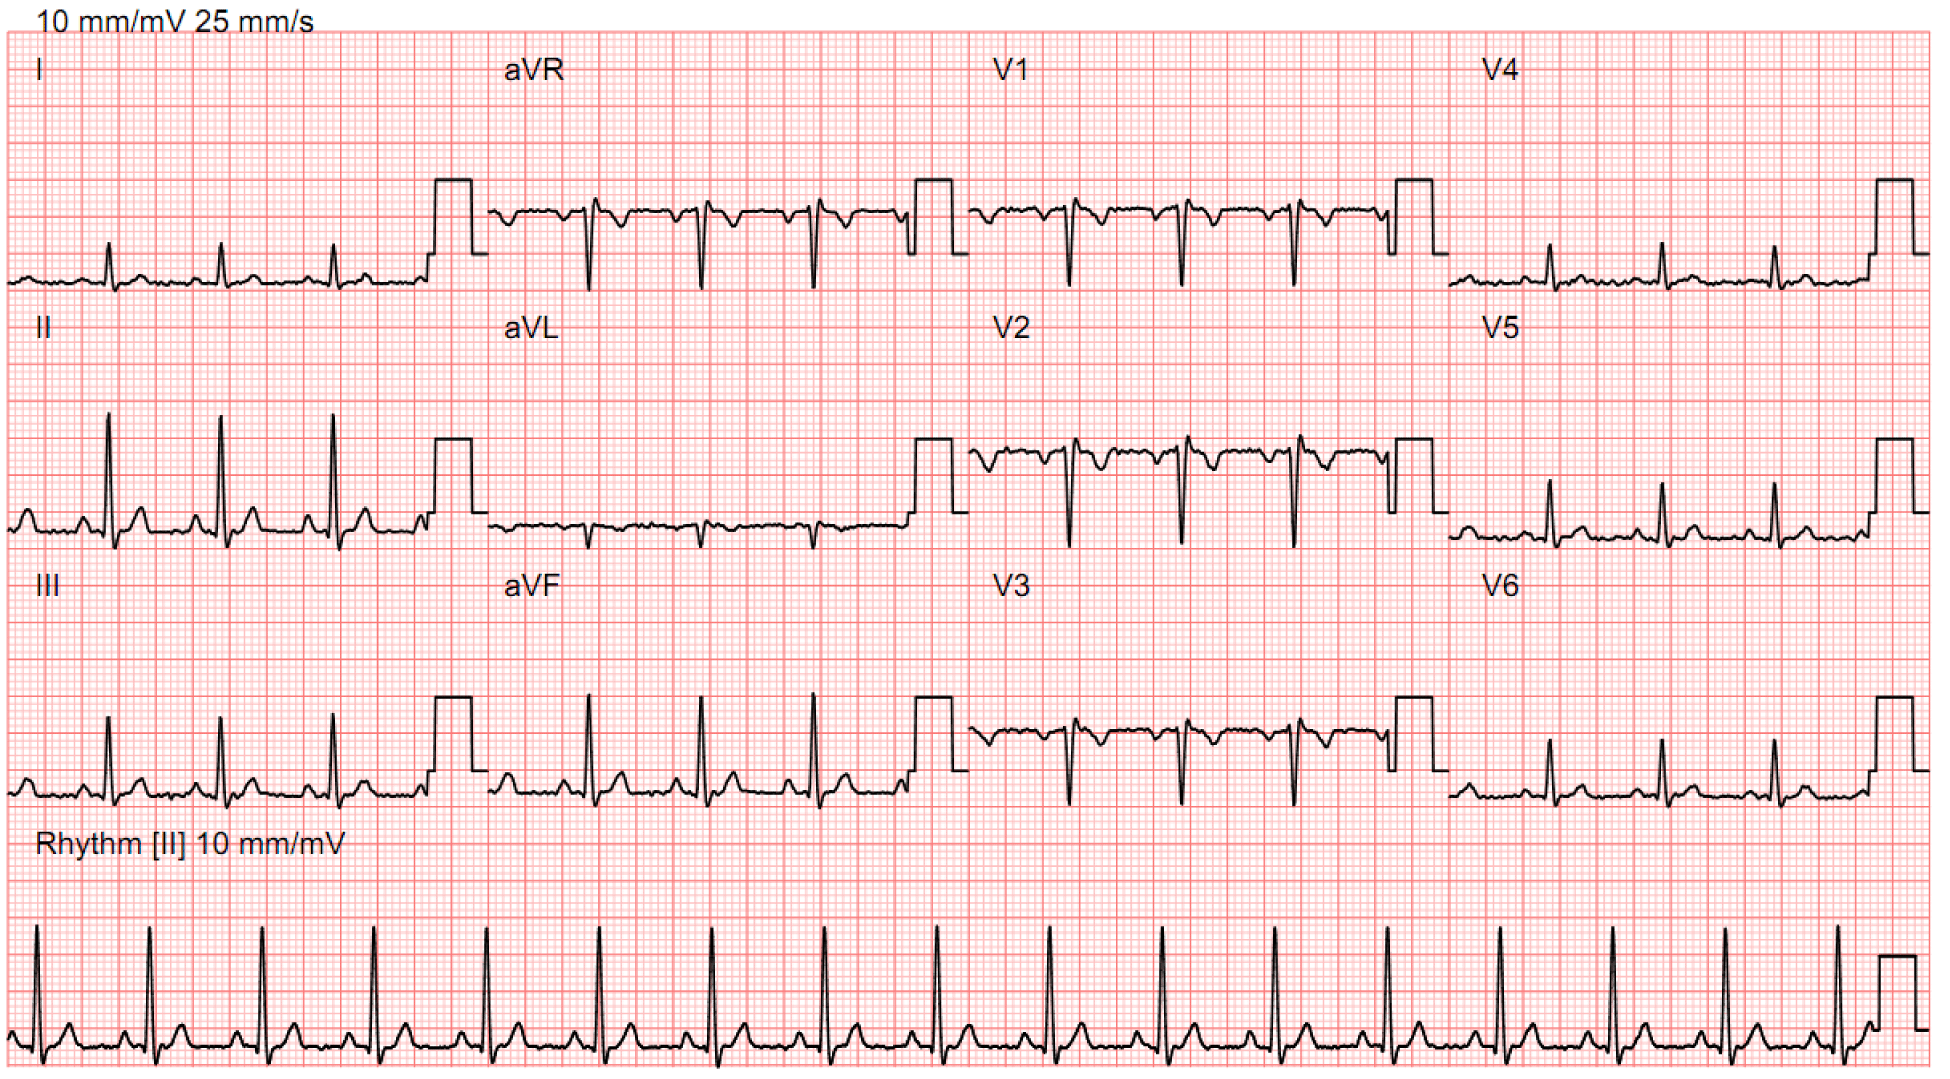 10 mm/mV 25 mm/s
I aVR V1 V4
II aVL V2 V5
III aVF V3 V6
Rhythm [II] 10 mm/mV